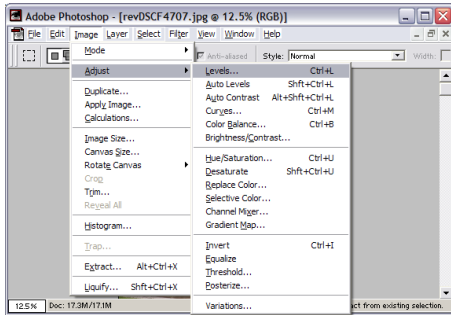 Adobe Photoshop - [revDSCF4707.jpg @ 12.5% (RGB)]
File Edit Image Layer Select Filter View Window Help
Anti-aliased Style: Normal Width:
Mode
Adjust
Duplicate...
Apply Image...
Calculations...
Image Size...
Canvas Size...
Rotate Canvas
Crop
Trim...
Reveal All
Histogram...
Trap...
Extract... Alt+Ctrl+X
Liquify... Shft+Ctrl+X
Levels... Ctrl+L
Auto Levels Shft+Ctrl+L
Auto Contrast Alt+Shft+Ctrl+L
Curves... Ctrl+M
Color Balance... Ctrl+B
Brightness/Contrast...
Hue/Saturation... Ctrl+U
Desaturate Shft+Ctrl+U
Replace Color...
Selective Color...
Channel Mixer...
Gradient Map...
Invert Ctrl+I
Equalize
Threshold...
Posterize...
Variations...
12.5% Doc: 17.3M/17.1M act from existing selection.